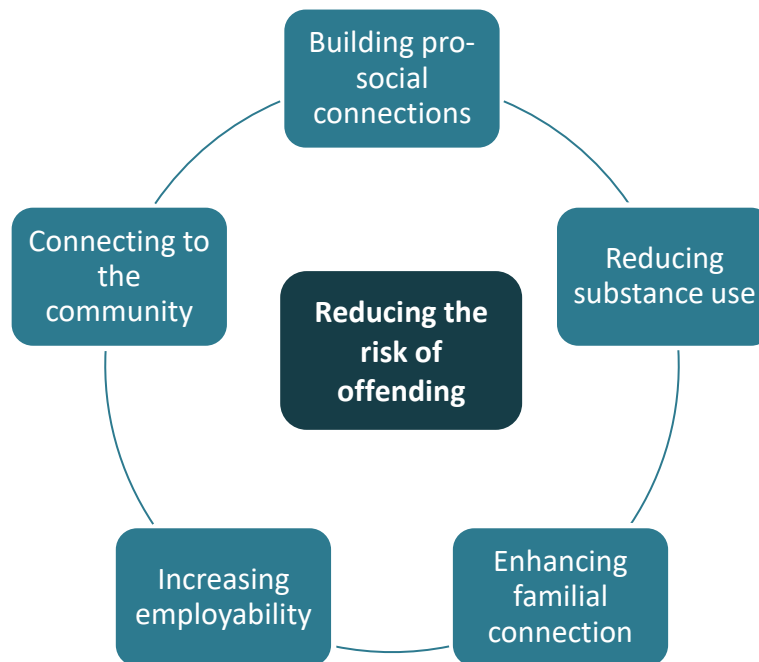 Building pro-
social
connections
Reducing
substance use
Enhancing
familial
connection
Increasing
employability
Connecting to
the
community
Reducing the
risk of
offending